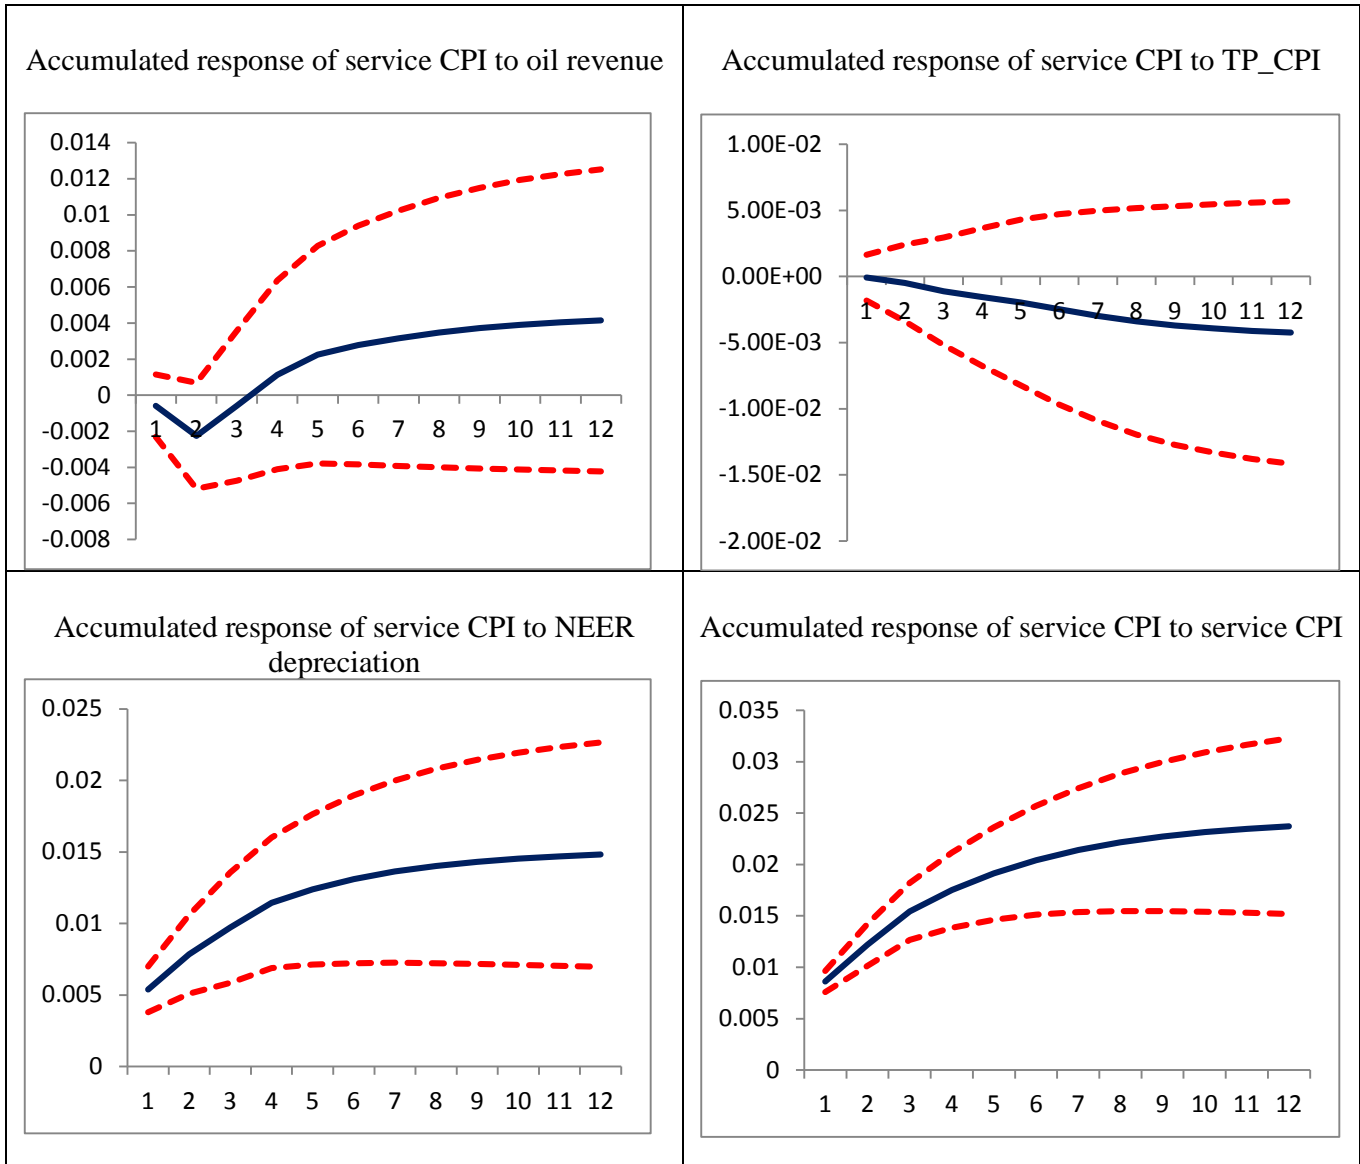 Accumulated response of service CPI to oil revenue
0.014
0.012
0.01
0.008
0.006
0.004
0.002
0
-0.002
-0.004
-0.006
-0.008
1 2 3 4 5 6 7 8 9 10 11 12
Accumulated response of service CPI to TP_CPI
1.00E-02
5.00E-03
0.00E+00
-5.00E-03
-1.00E-02
-1.50E-02
-2.00E-02
1 2 3 4 5 6 7 8 9 10 11 12
Accumulated response of service CPI to NEER
depreciation
0.025
0.02
0.015
0.01
0.005
0
1 2 3 4 5 6 7 8 9 10 11 12
Accumulated response of service CPI to service CPI
0.035
0.03
0.025
0.02
0.015
0.01
0.005
0
1 2 3 4 5 6 7 8 9 10 11 12